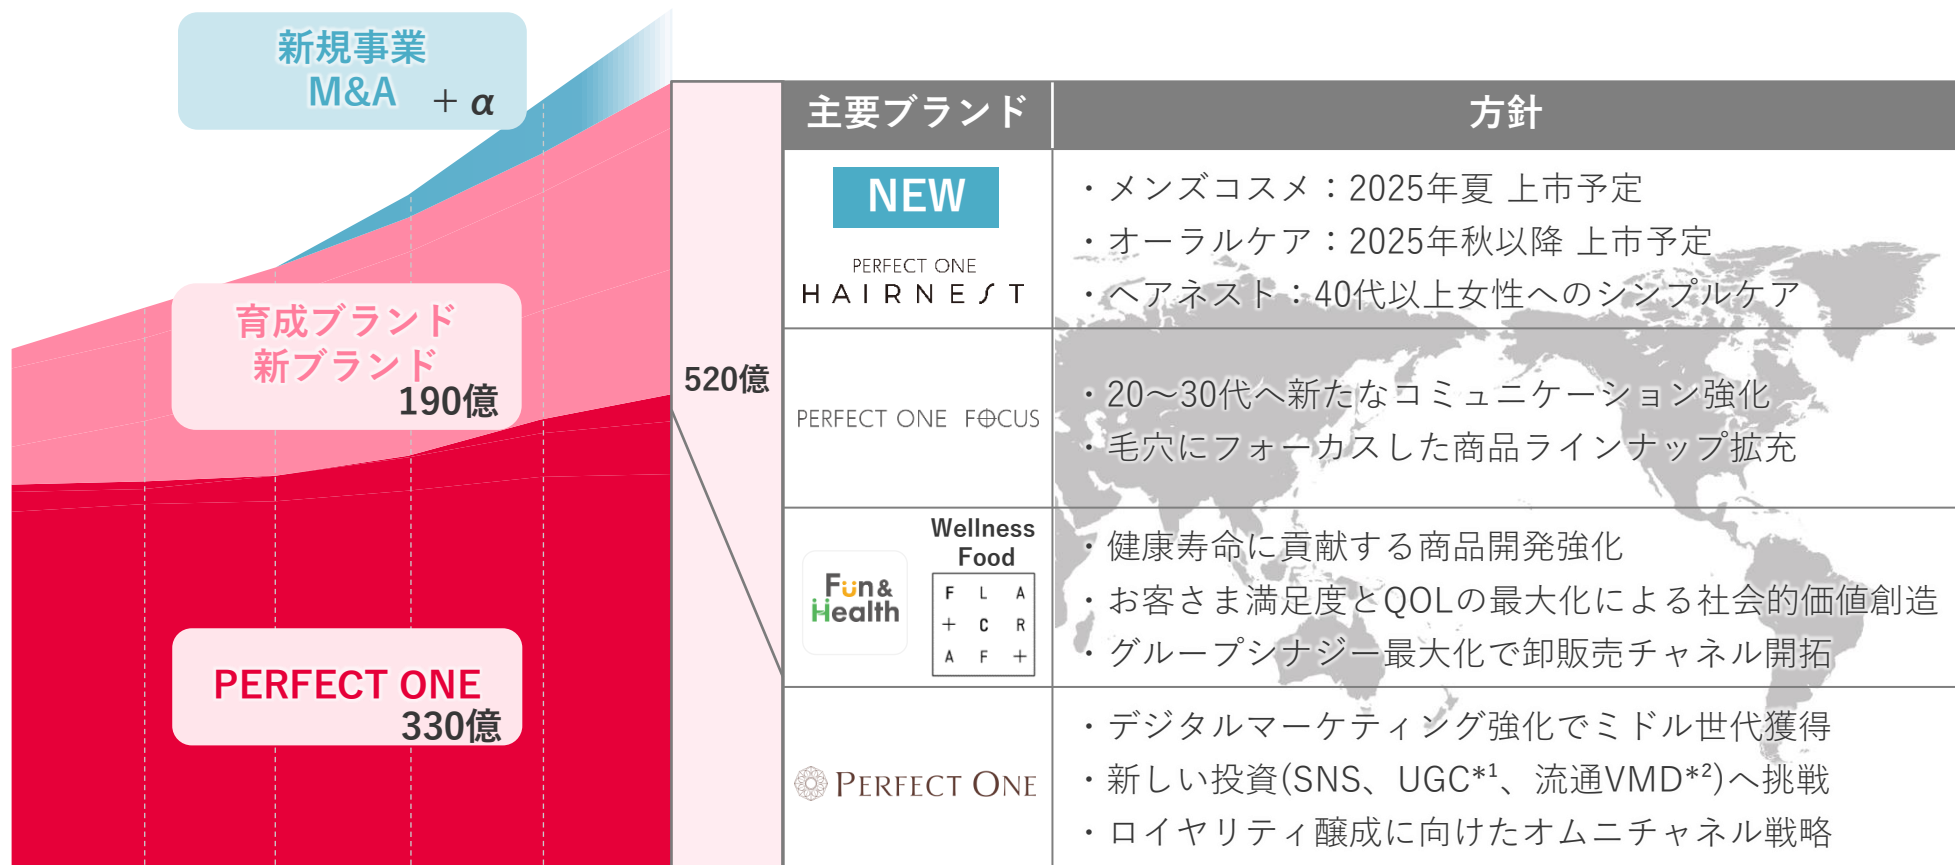 新規事業
M&A + α
育成ブランド
新ブランド
190億
PERFECT ONE
330億
520億
主要ブランド
方針
NEW
PERFECT ONE
HAIRNEST
・メンズコスメ：2025年夏 上市予定
・オーラルケア：2025年秋以降 上市予定
・ヘアネスト：40代以上女性へのシンプルケア
PERFECT ONE FOCUS
・20～30代へ新たなコミュニケーション強化
・毛穴にフォーカスした商品ラインナップ拡充
Fun&
Health
Wellness
Food
F L A
+ C R
A F +
・健康寿命に貢献する商品開発強化
・お客さま満足度とQOLの最大化による社会的価値創造
・グループシナジー最大化で卸販売チャネル開拓
PERFECT ONE
・デジタルマーケティング強化でミドル世代獲得
・新しい投資(SNS、UGC*¹、流通VMD*²)へ挑戦
・ロイヤリティ醸成に向けたオムニチャネル戦略